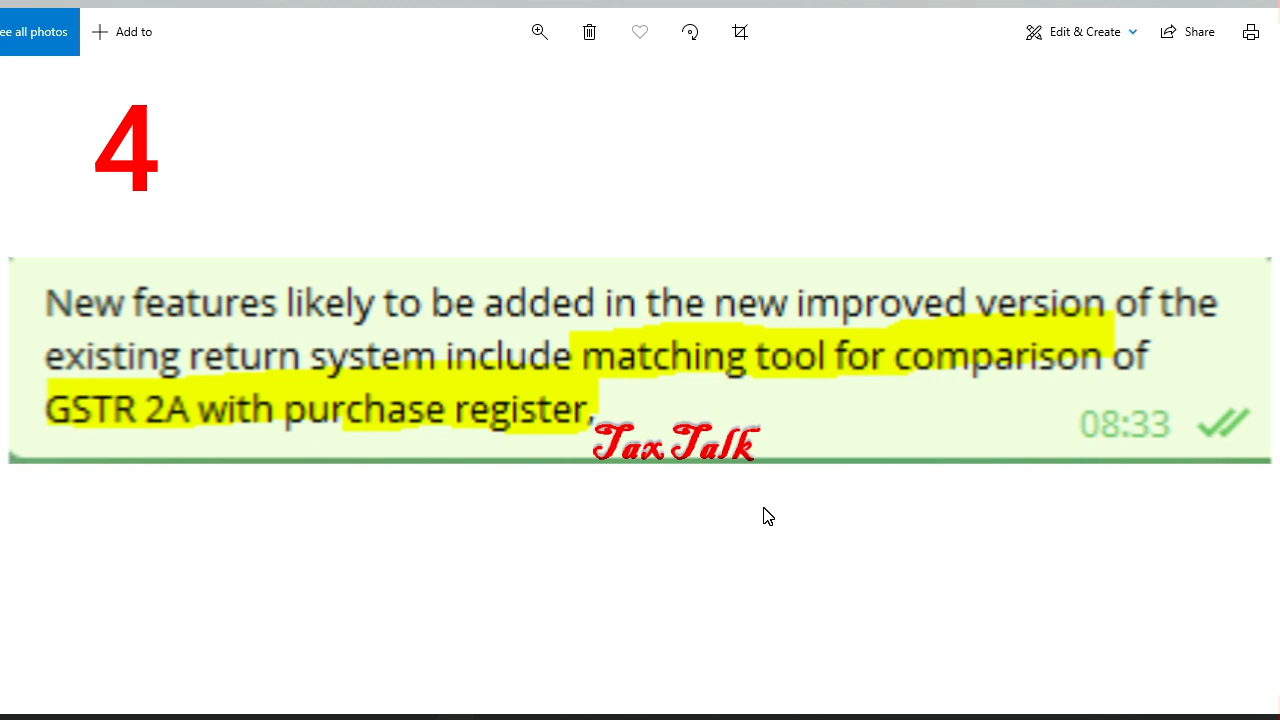 ee all photos
Add to
Edit & Create
Share
4
New features likely to be added in the new improved version of the
existing return system include matching tool for comparison of
GSTR 2A with purchase register,
08:33
Tax Talk